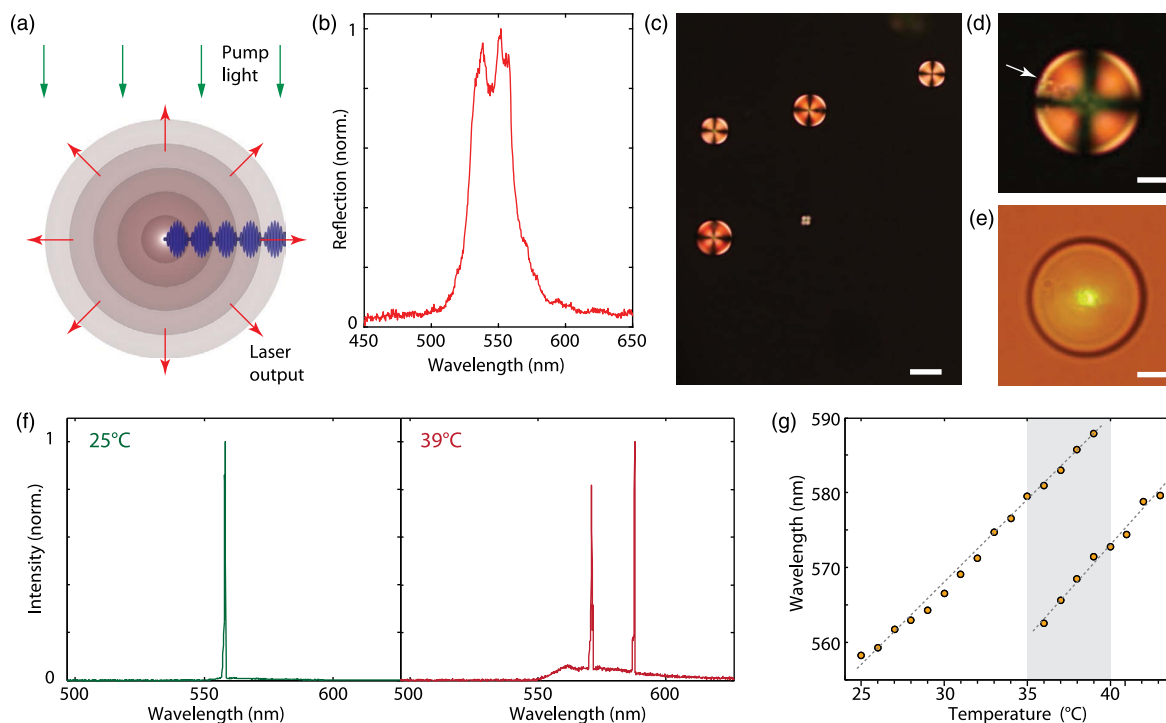 (a)
Pump
light
Laser
output
(b)
1
Reflection (norm.)
0
450
500
550
600
650
Wavelength (nm)
(c)
(d)
(e)
(f)
25°C
39°C
1
Intensity (norm.)
0
500
550
600
500
550
600
Wavelength (nm)
Wavelength (nm)
(g)
590
580
570
560
Wavelength (nm)
25
30
35
40
Temperature (°C)